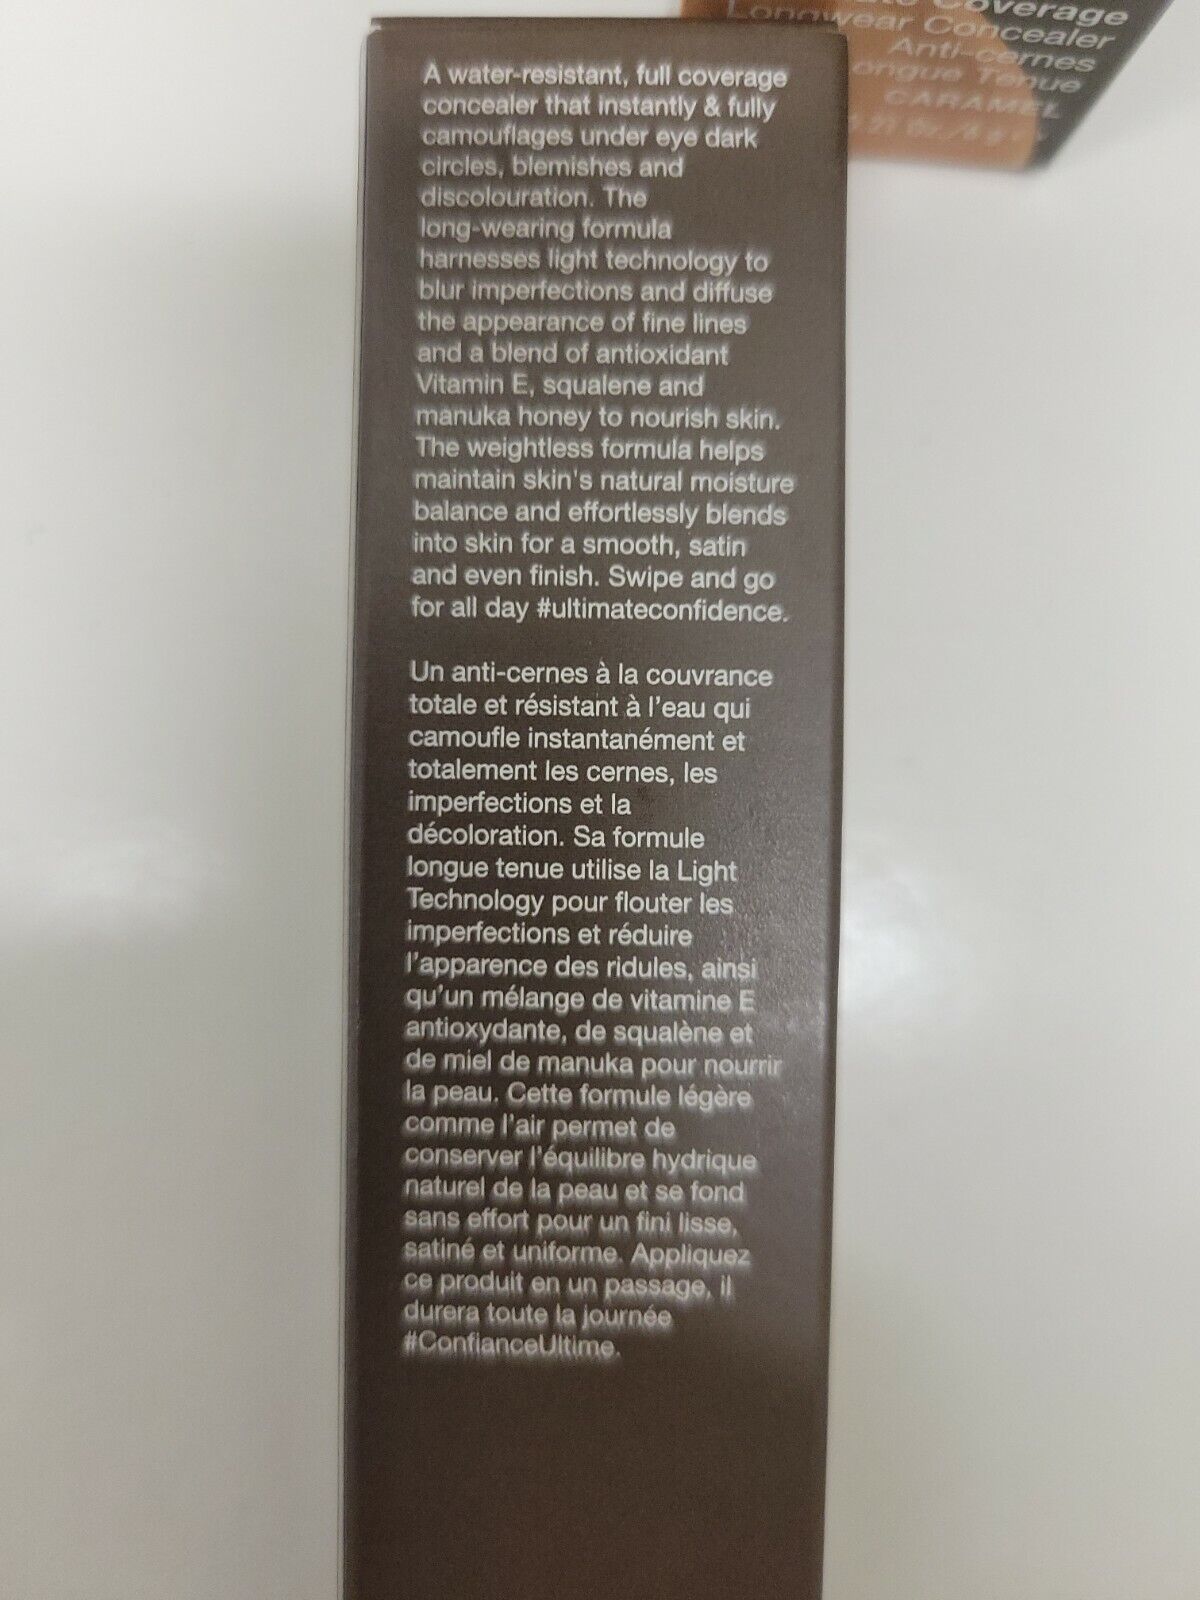 Coverage
Longwear Concealer
Anti-cernes
Longue Tenue
CARAMEL
A water-resistant, full coverage
concealer that instantly & fully
camouflages under eye dark
circles, blemishes and
discolouration. The
long-wearing formula
harnesses light technology to
blur imperfections and diffuse
the appearance of fine lines
and a blend of antioxidant
Vitamin E, squalene and
manuka honey to nourish skin.
The weightless formula helps
maintain skin's natural moisture
balance and effortlessly blends
into skin for a smooth, satin
and even finish. Swipe and go
for all day #ultimateconfidence.
Un anti-cernes à la couvrance
totale et résistant à l'eau qui
camoufle instantanément et
totalement les cernes, les
imperfections et la
décoloration. Sa formule
longue tenue utilise la Light
Technology pour flouter les
imperfections et réduire
l'apparence des ridules, ainsi
qu'un mélange de vitamine E
antioxydante, de squalène et
de miel de manuka pour nourrir
la peau. Cette formule légère
comme l'air permet de
conserver l'équilibre hydrique
naturel de la peau et se fond
sans effort pour un fini lisse,
satiné et uniforme. Appliquez
ce produit en un passage, il
durera toute la journée
#ConfianceUltime.